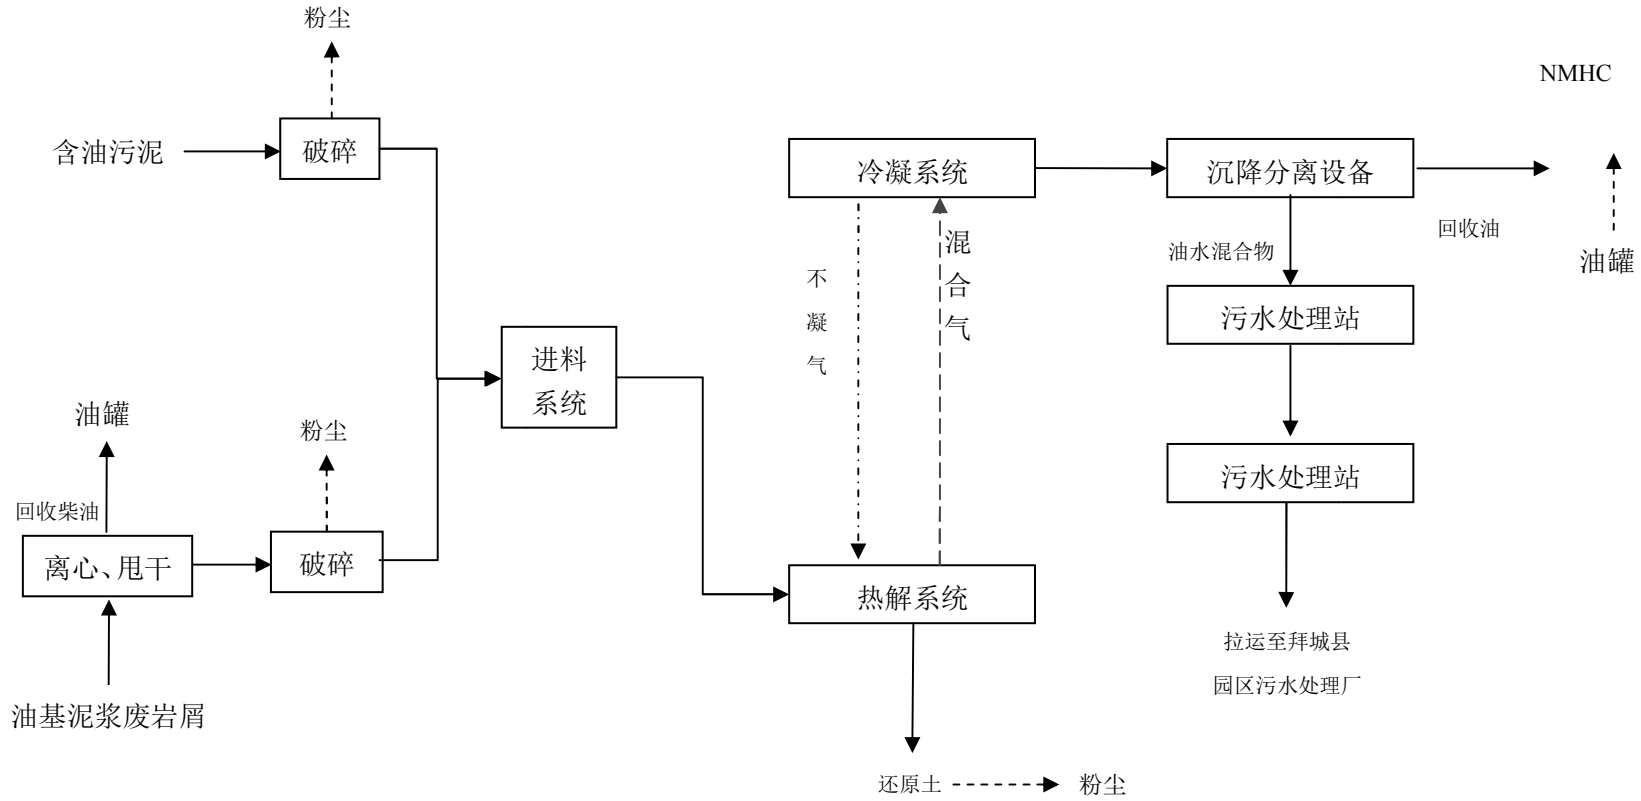 粉尘
NMHC
含油污泥
破碎
冷凝系统
沉降分离设备
回收油
油罐
混合气
不凝气
油水混合物
污水处理站
进料
系统
油罐
粉尘
污水处理站
回收柴油
离心、甩干
破碎
热解系统
拉运至拜城县
园区污水处理厂
油基泥浆废岩屑
还原土
粉尘